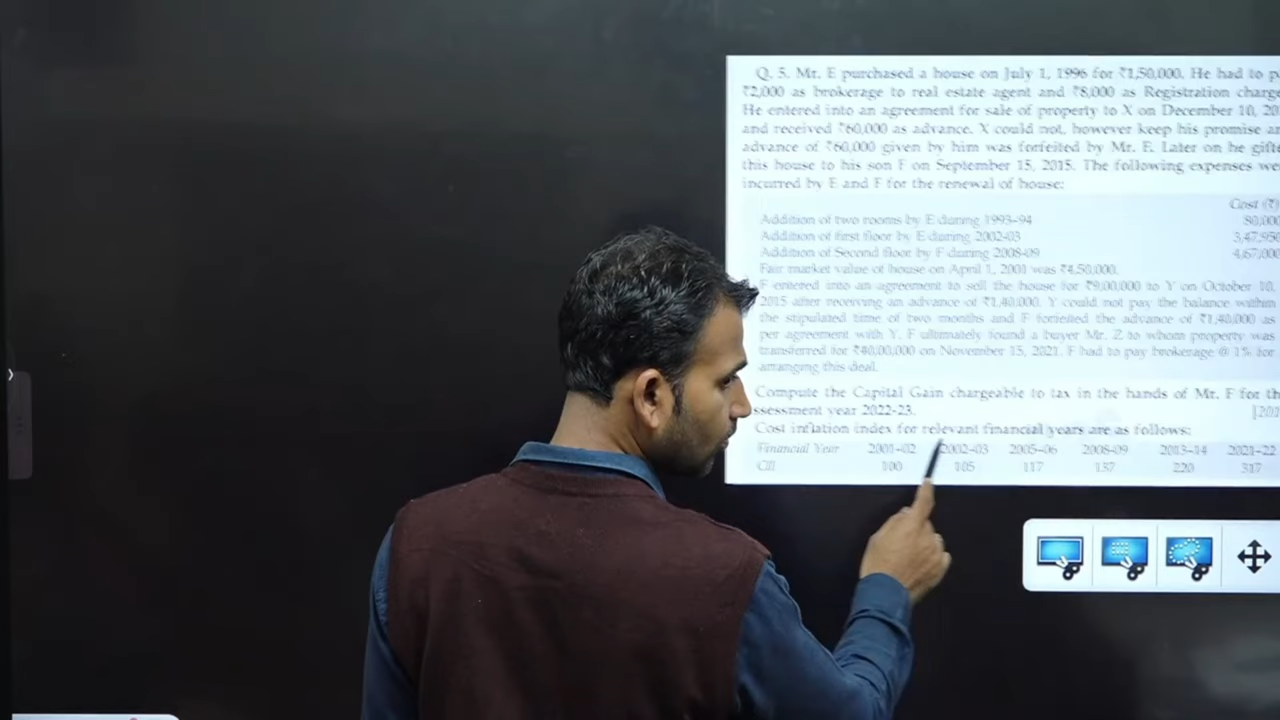 Q. 5. Mr. E purchased a house on July 1, 1996 for ₹1,50,000. He had to
₹2,000 as brokerage to real estate agent and ₹8,000 as Registration
He entered into an agreement for sale of property to X on December 10,
and received ₹60,000 as advance. X could not, however keep his promise
advance of ₹60,000 given by him was forfeited by Mr. E. Later on he
this house to his son F on September 15, 2015. The following expenses
incurred by E and F for the renewal of house:
Cost (₹)
Addition of two rooms by E during 1993–94 80,000
Addition of first floor by E during 2002-03 3,47,950
Addition of Second floor by F during 2008-09 4,67,000
Fair market value of house on April 1, 2001 was ₹4,50,000.
F entered into an agreement to sell the house for ₹9,00,000 to Y on October 10,
2015 after receiving an advance of ₹1,40,000. Y could not pay the balance within
the stipulated time of two months and F forfeited the advance of ₹1,40,000 as
per agreement with Y. F ultimately found a buyer Mr. Z to whom property was
transferred for ₹40,00,000 on November 15, 2021. F had to pay brokerage @ 1% for
arranging this deal.
Compute the Capital Gain chargeable to tax in the hands of Mr. F for
ssessment year 2022-23.
Cost inflation index for relevant financial years are as follows:
Financial Year 2001–02 2002-03 2005–06 2008-09 2013–14 2021–22
CII 100 105 117 137 220 317